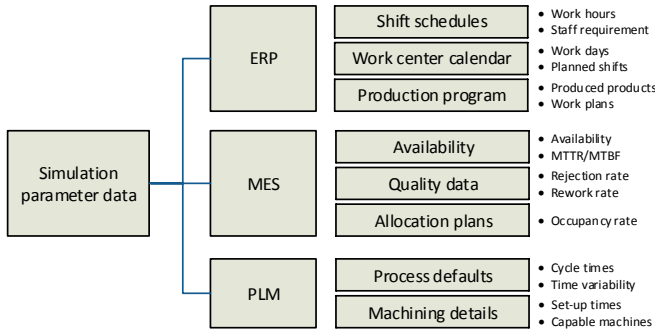 Simulation
parameter data
ERP
Shift schedules
• Work hours
• Staff requirement
Work center calendar
• Work days
• Planned shifts
Production program
• Produced products
• Work plans
MES
Availability
• Availability
• MTTR/MTBF
Quality data
• Rejection rate
• Rework rate
Allocation plans
• Occupancy rate
PLM
Process defaults
• Cycle times
• Time variability
Machining details
• Set-up times
• Capable machines